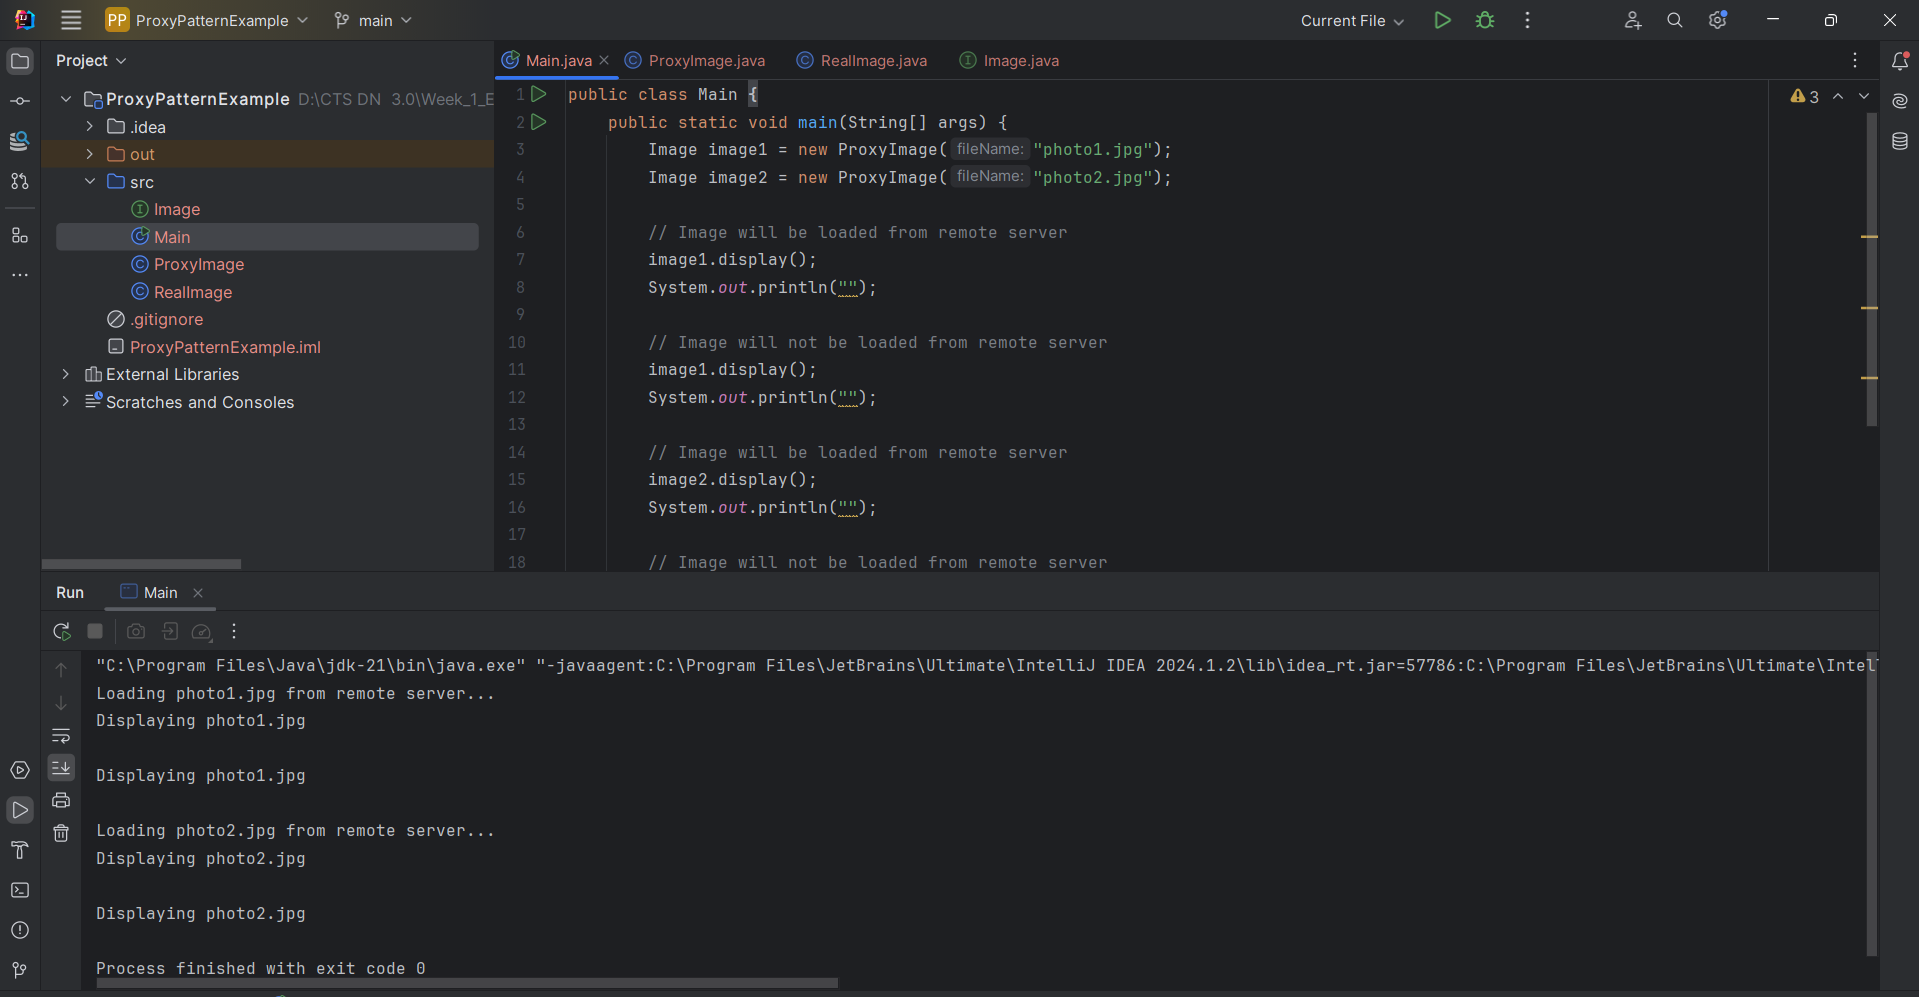 PP ProxyPatternExample main Current File
Project
ProxyPatternExample D:\CTS DN 3.0\Week_1_E
.idea
out
src
Image
Main
ProxyImage
RealImage
.gitignore
ProxyPatternExample.iml
External Libraries
Scratches and Consoles
Main.java ProxyImage.java RealImage.java Image.java
3
1 public class Main {
2 public static void main(String[] args) {
3 Image image1 = new ProxyImage( fileName: "photo1.jpg");
4 Image image2 = new ProxyImage( fileName: "photo2.jpg");
5
6 // Image will be loaded from remote server
7 image1.display();
8 System.out.println("");
9
10 // Image will not be loaded from remote server
11 image1.display();
12 System.out.println("");
13
14 // Image will be loaded from remote server
15 image2.display();
16 System.out.println("");
17
18 // Image will not be loaded from remote server
Run Main
"C:\Program Files\Java\jdk-21\bin\java.exe" "-javaagent:C:\Program Files\JetBrains\Ultimate\IntelliJ IDEA 2024.1.2\lib\idea_rt.jar=57786:C:\Program Files\JetBrains\Ultimate\Intel
Loading photo1.jpg from remote server...
Displaying photo1.jpg
Displaying photo1.jpg
Loading photo2.jpg from remote server...
Displaying photo2.jpg
Displaying photo2.jpg
Process finished with exit code 0